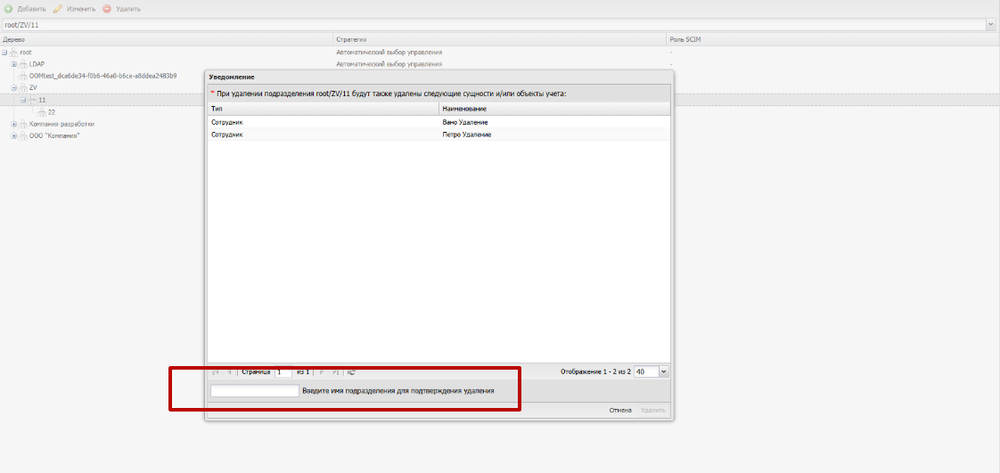 Добавить Изменить Удалить
root/ZV/11
Дерево Стратегия Роль SCIM
root Автоматический выбор управления -
LDAP Автоматический выбор управления -
OOMtest_dca6de34-f0b6-46a0-b6ce-a8ddea2483b9
ZV
11
22
Компания разработки
ООО "Компания"
Уведомление
* При удалении подразделения root/ZV/11 будут также удалены следующие сущности и/или объекты учета:
Тип Наименование
Сотрудник Вано Удаление
Сотрудник Петро Удаление
Страница 1 из 1 Отображение 1 - 2 из 2 40
Введите имя подразделения для подтверждения удаления
Отмена Удалить